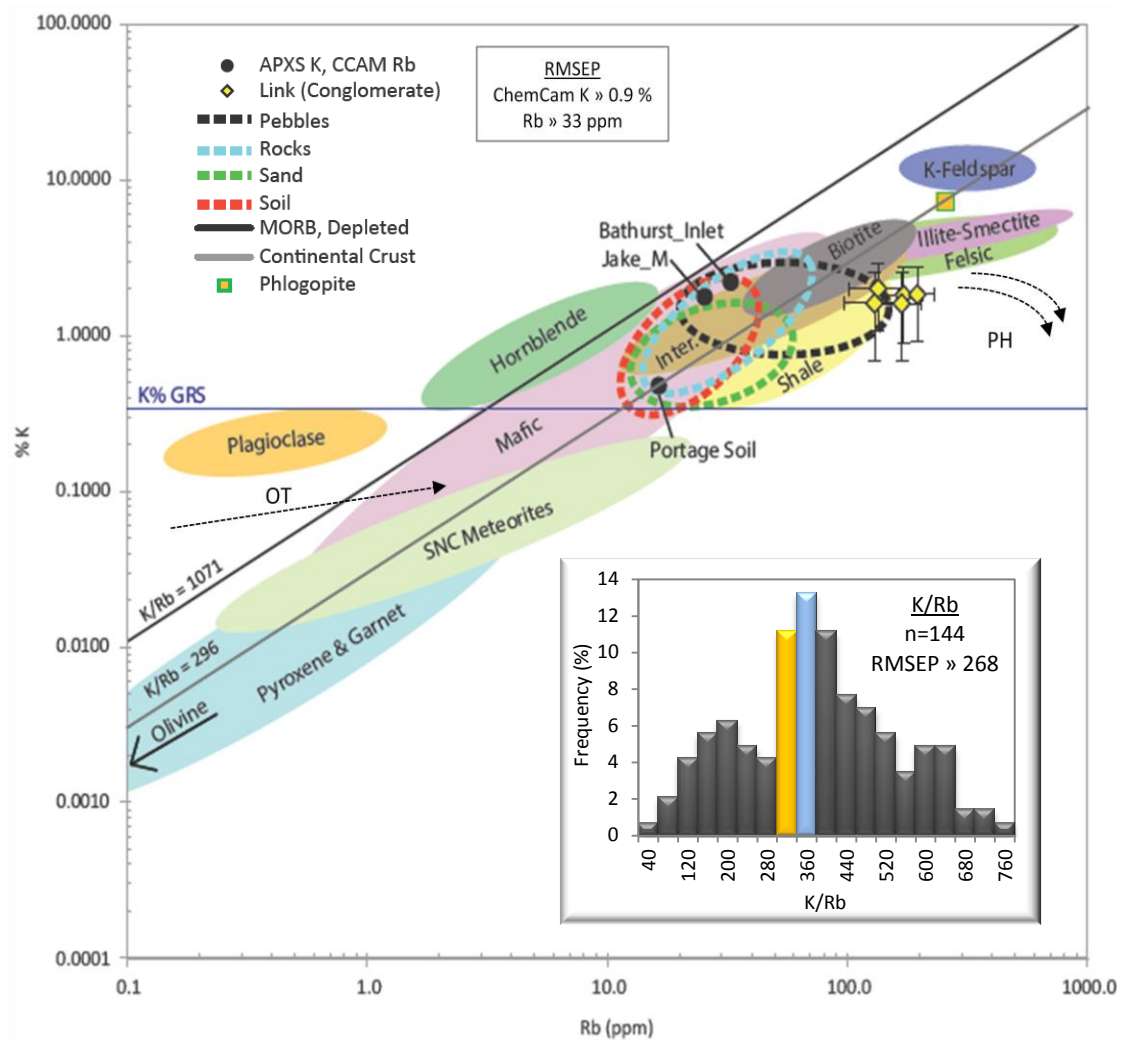 100.0000
10.0000
1.0000
0.1000
0.0100
0.0010
0.0001
% K
APXS K, CCAM Rb
Link (Conglomerate)
Pebbles
Rocks
Sand
Soil
MORB, Depleted
Continental Crust
Phlogopite
RMSEP
ChemCam K » 0.9 %
Rb » 33 ppm
K-Feldspar
Bathurst_Inlet
Jake_M
Biotite
Illite-Smectite
Felsic
Hornblende
Inter.
Shale
PH
K% GRS
Plagioclase
Mafic
Portage Soil
OT
SNC Meteorites
K/Rb = 1071
K/Rb = 296
Pyroxene & Garnet
Olivine
14
12
10
8
6
4
2
0
Frequency (%)
K/Rb
n=144
RMSEP » 268
40
120
200
280
360
440
520
600
680
760
K/Rb
0.1
1.0
10.0
100.0
1000.0
Rb (ppm)